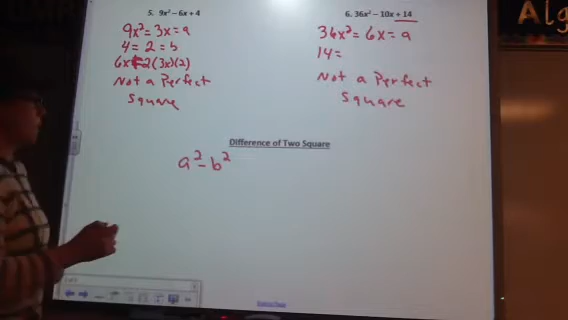 5. 9x² – 6x + 4
9x² = 3x = a
4 = 2 = b
6x ≠ 2(3x)(2)
Not a Perfect
Square
6. 36x² – 10x + 14
36x² = 6x = a
14 =
Not a Perfect
Square
Difference of Two Square
a² – b²
Alg